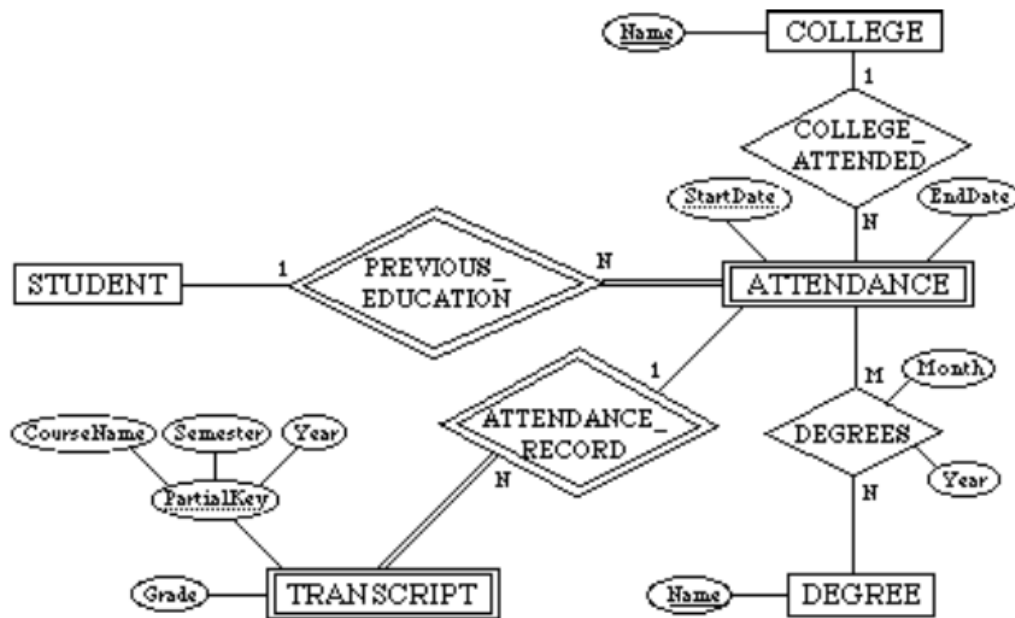 Name
COLLEGE
1
COLLEGE_
ATTENDED
StartDate
EndDate
N
STUDENT
1
PREVIOUS_
EDUCATION
N
ATTENDANCE
1
M
Month
ATTENDANCE_
RECORD
DEGREES
CourseName
Semester
Year
N
N
Year
PartialKey
Grade
TRANSCRIPT
Name
DEGREE